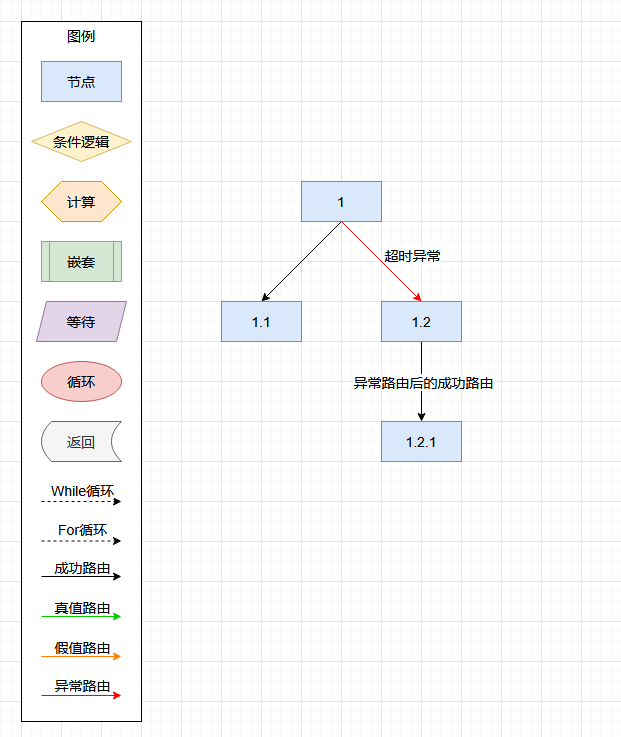 图例
节点
条件逻辑
计算
嵌套
等待
循环
返回
While循环
For循环
成功路由
真值路由
假值路由
异常路由
1
超时异常
1.1
1.2
异常路由后的成功路由
1.2.1